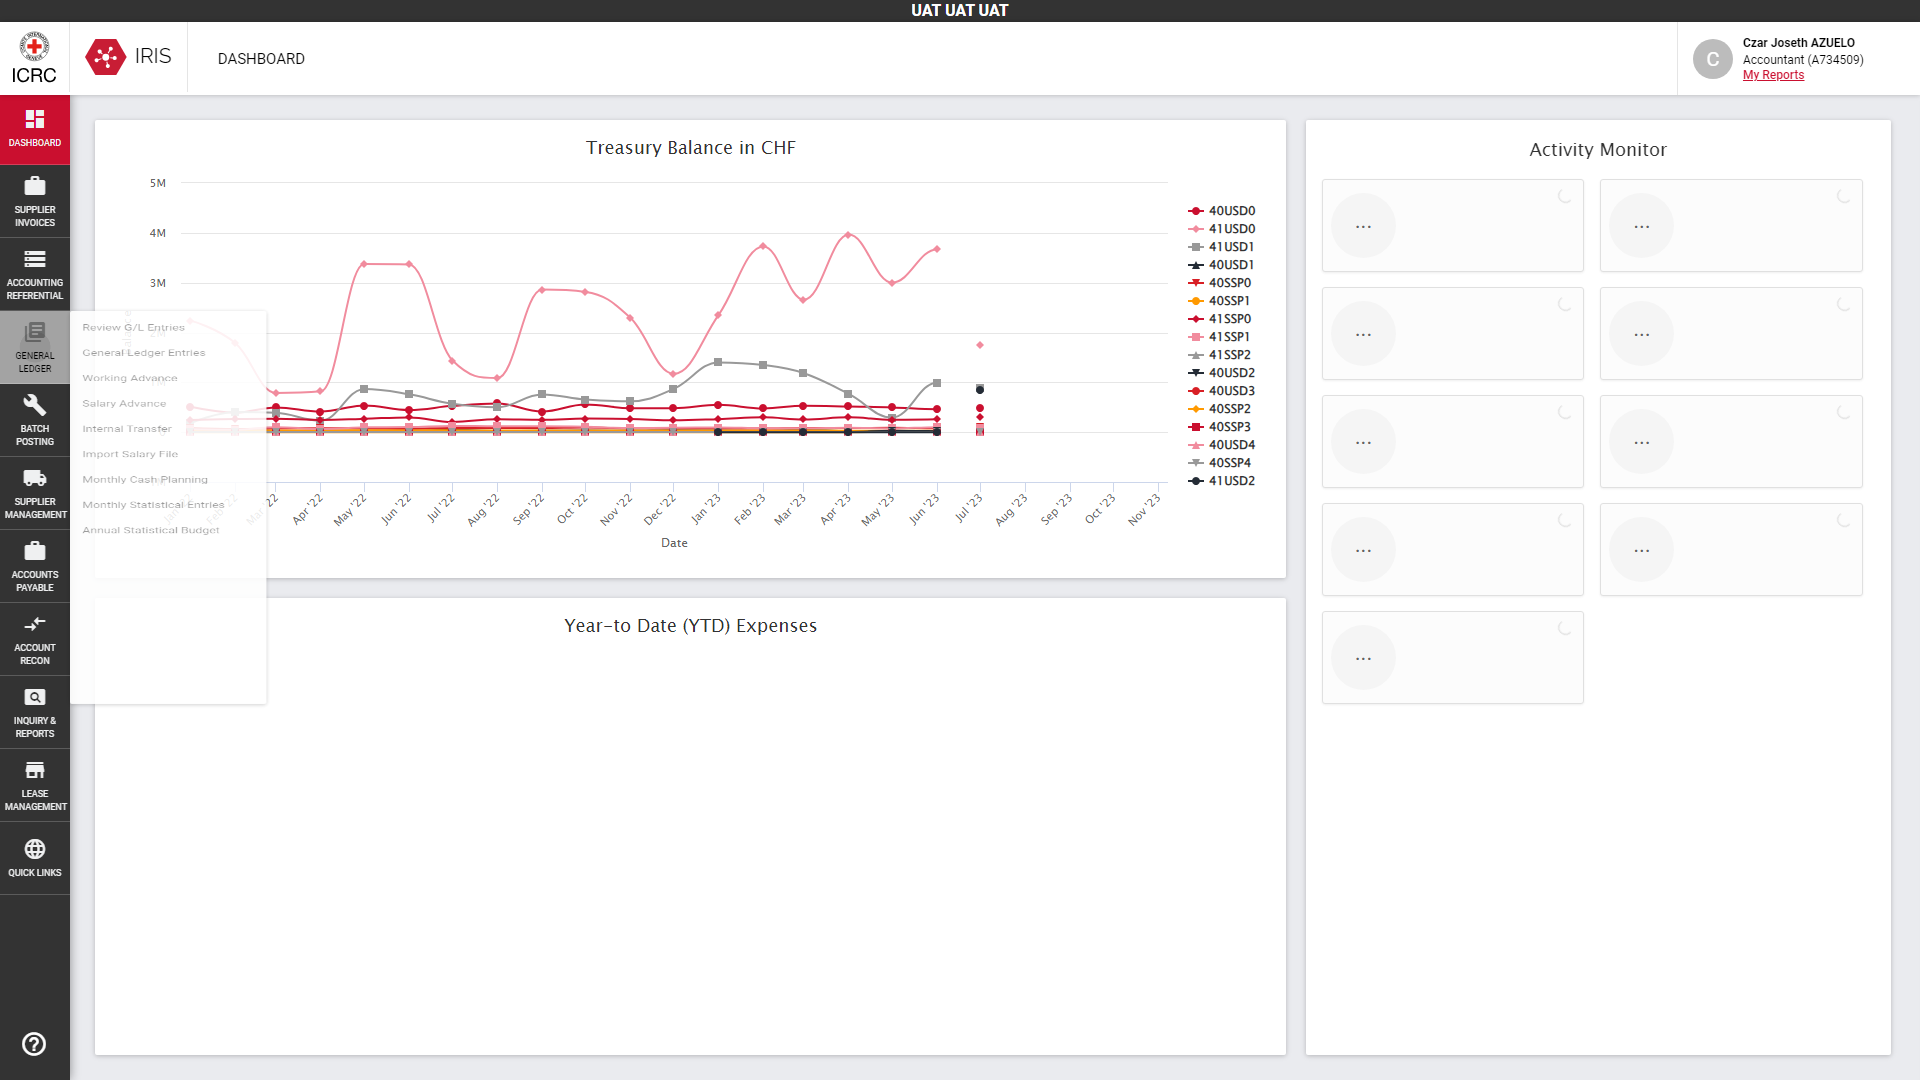 UAT UAT UAT
ICRC
IRIS
DASHBOARD
Czar Joseth AZUELO
Accountant (A734509)
My Reports
C
DASHBOARD
SUPPLIER
INVOICES
ACCOUNTING
REFERENTIAL
GENERAL
LEDGER
BATCH
POSTING
SUPPLIER
MANAGEMENT
ACCOUNTS
PAYABLE
ACCOUNT
RECON
INQUIRY &
REPORTS
LEASE
MANAGEMENT
QUICK LINKS
Review G/L Entries
General Ledger Entries
Working Advance
Salary Advance
Internal Transfer
Import Salary File
Monthly Cash Planning
Monthly Statistical Entries
Annual Statistical Budget
Treasury Balance in CHF
5M
4M
3M
Mar '22
Apr '22
May '22
Jun '22
Jul '22
Aug '22
Sep '22
Oct '22
Nov '22
Dec '22
Jan '23
Feb '23
Mar '23
Apr '23
May '23
Jun '23
Jul '23
Aug '23
Sep '23
Oct '23
Nov '23
Date
40USD0
41USD0
41USD1
40USD1
40SSP0
40SSP1
41SSP0
41SSP1
41SSP2
40USD2
40USD3
40SSP2
40SSP3
40USD4
40SSP4
41USD2
Year-to Date (YTD) Expenses
Activity Monitor
...
...
...
...
...
...
...
...
...